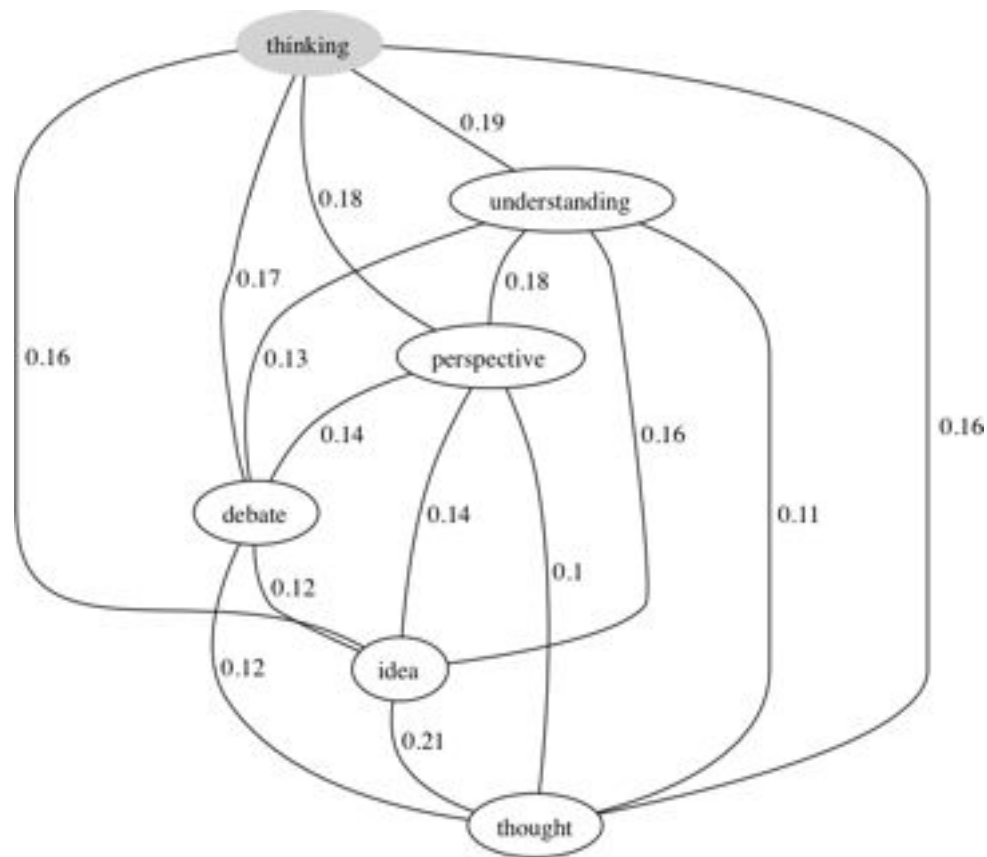 thinking
0.19
understanding
0.18
0.17
0.18
0.13
perspective
0.16
0.14
0.16
0.16
debate
0.14
0.11
0.12
0.1
idea
0.12
0.21
thought